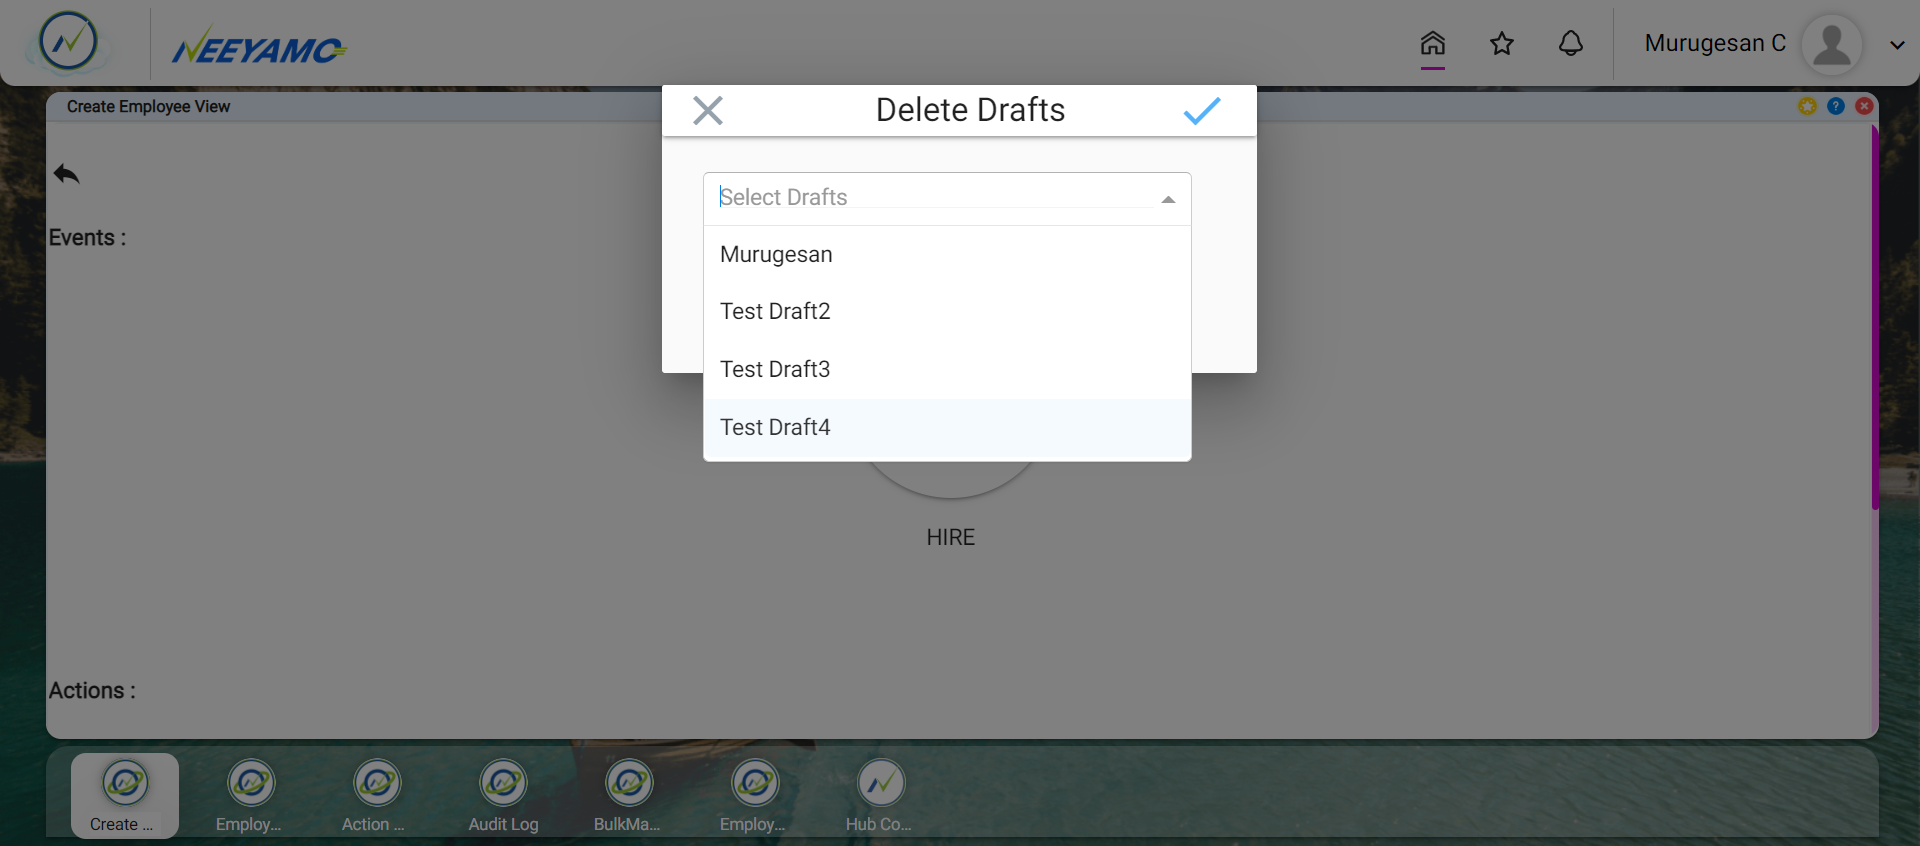 NEEYAMO
Murugesan C
Create Employee View
Delete Drafts
Select Drafts
Murugesan
Test Draft2
Test Draft3
Test Draft4
Events :
HIRE
Actions :
Create ...
Employ...
Action ...
Audit Log
BulkMa...
Employ...
Hub Co...